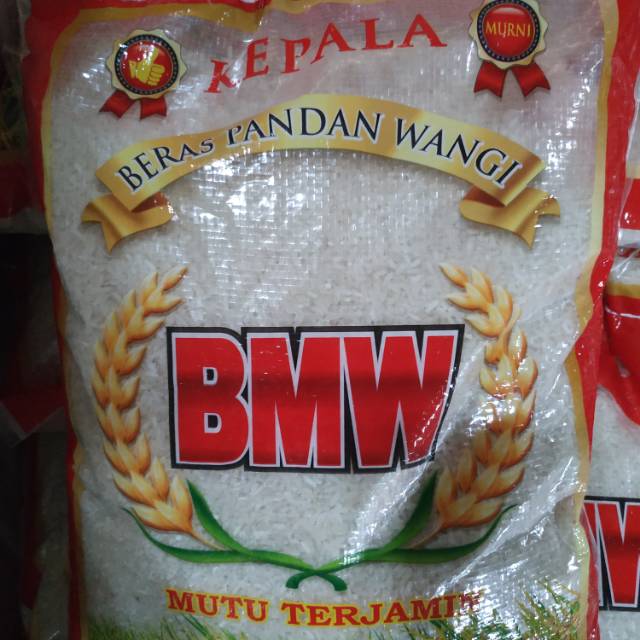 KEPALA
MURNI
BERAS PANDAN WANGI
BMW
MUTU TERJAMIN